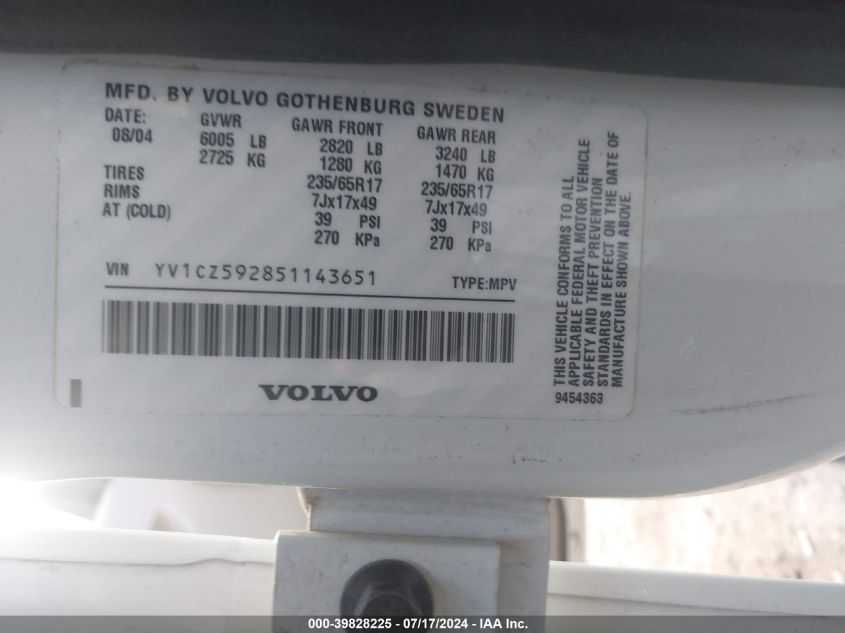 MFD. BY VOLVO GOTHENBURG SWEDEN
DATE: GVWR GAWR FRONT GAWR REAR
08/04 6005 LB 2820 LB 3240 LB
2725 KG 1280 KG 1470 KG
TIRES 235/65R17 235/65R17
RIMS 7Jx17x49 7Jx17x49
AT (COLD) 39 PSI 39 PSI
270 KPa 270 KPa
VIN YV1CZ592851143651 TYPE:MPV
VOLVO
THIS VEHICLE CONFORMS TO ALL
APPLICABLE FEDERAL MOTOR VEHICLE
SAFETY AND THEFT PREVENTION
STANDARDS IN EFFECT ON THE DATE OF
MANUFACTURE SHOWN ABOVE.
9454363
000-39828225 - 07/17/2024 - IAA Inc.